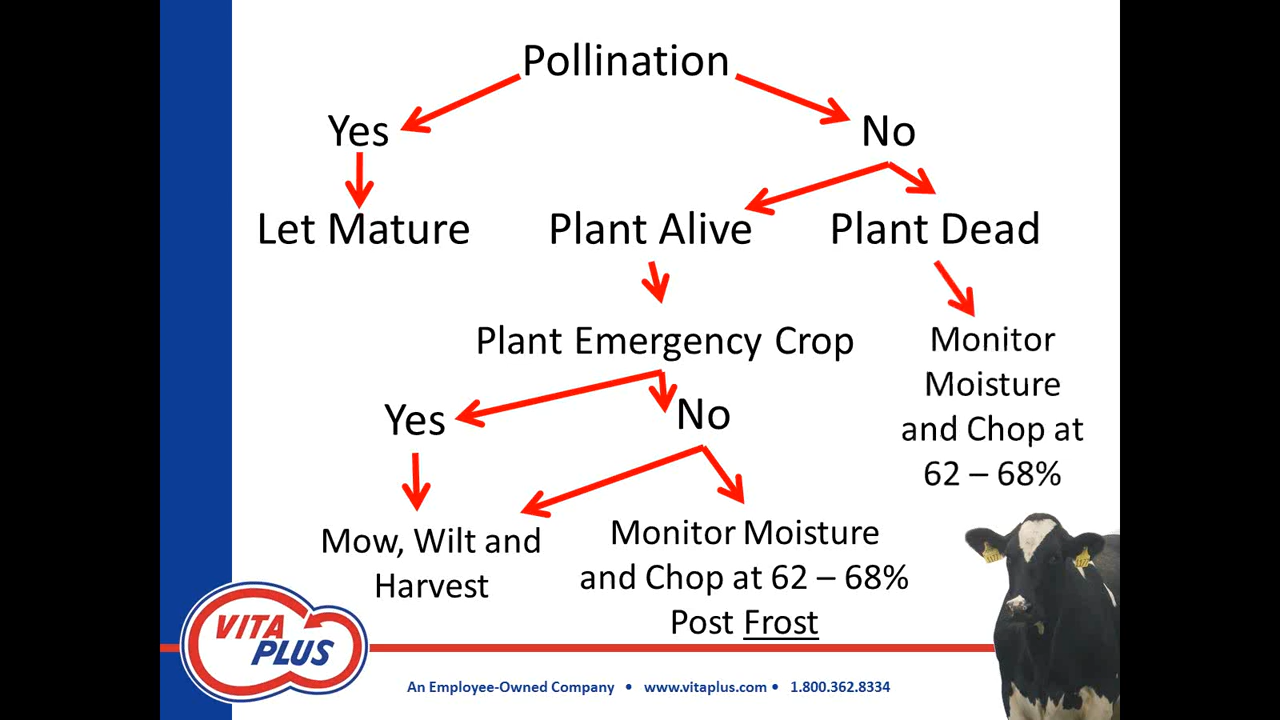 Pollination
Yes
No
Let Mature
Plant Alive
Plant Dead
Plant Emergency Crop
Monitor
Moisture
and Chop at
62 – 68%
Yes
No
Mow, Wilt and
Harvest
Monitor Moisture
and Chop at 62 – 68%
Post Frost
VITA
PLUS
An Employee-Owned Company • www.vitaplus.com • 1.800.362.8334